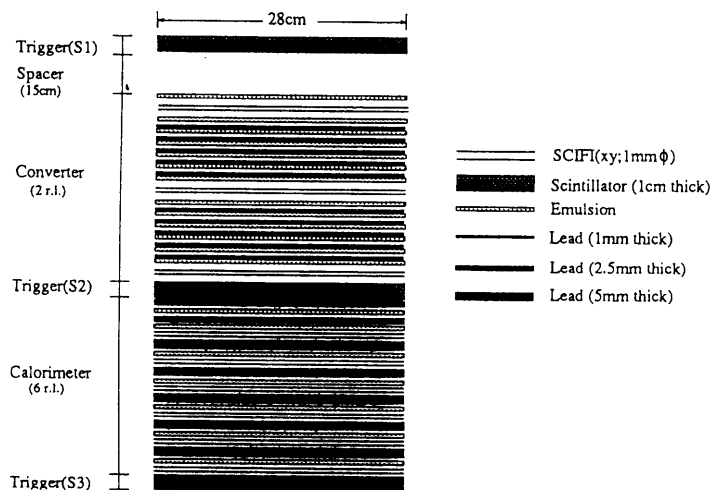 28cm
Trigger(S1)
Spacer
(15cm)
Converter
(2 r.l.)
Trigger(S2)
Calorimeter
(6 r.l.)
Trigger(S3)
SCIFI(xy;1mmϕ)
Scintillator (1cm thick)
Emulsion
Lead (1mm thick)
Lead (2.5mm thick)
Lead (5mm thick)